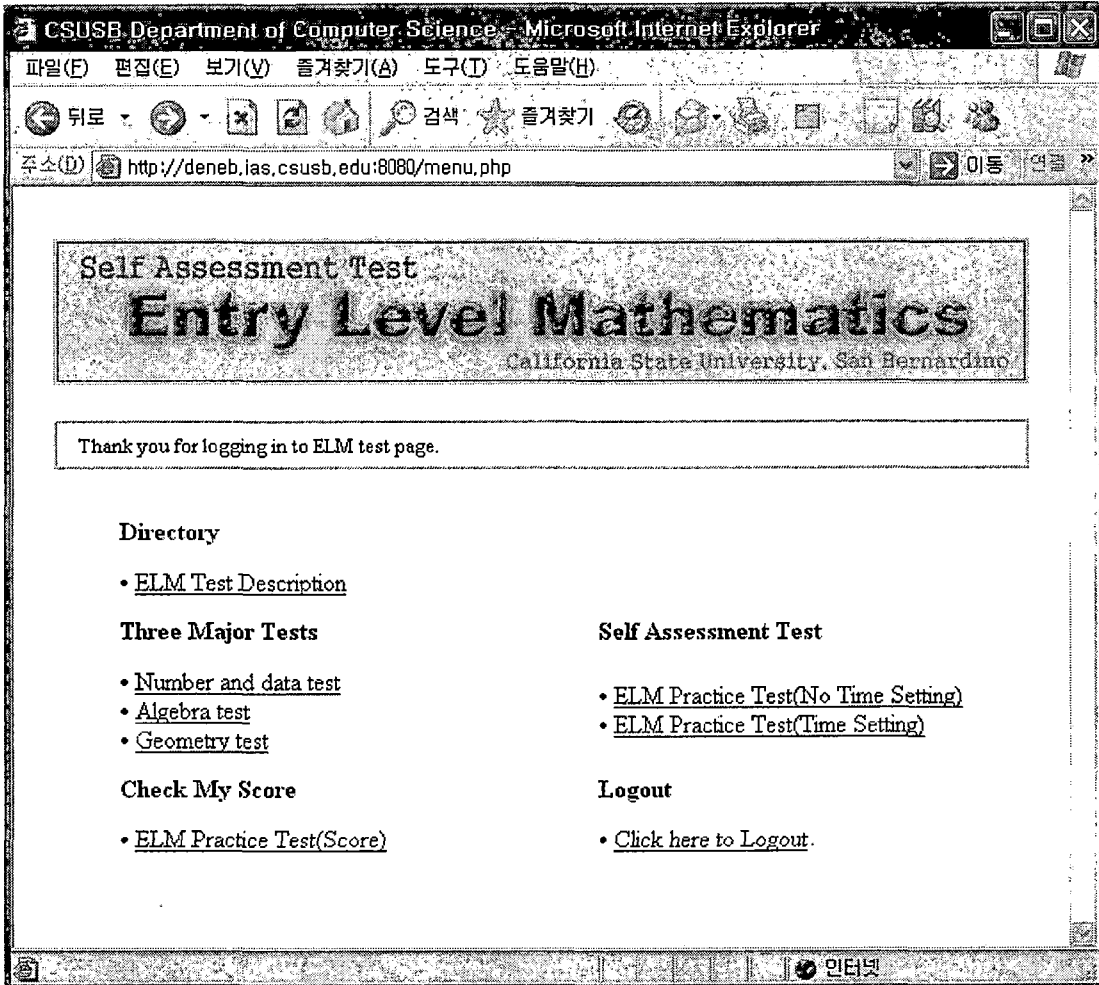 CSUSB Department of Computer Science - Microsoft Internet Explorer
파일(F) 편집(E) 보기(V) 즐겨찾기(A) 도구(T) 도움말(H)
뒤로 검색 즐겨찾기
주소(D) http://deneb.ias.csusb.edu:8080/menu.php 이동 연결 »
Self Assessment Test
Entry Level Mathematics
California State University, San Bernardino
Thank you for logging in to ELM test page.
Directory
• ELM Test Description
Three Major Tests
Self Assessment Test
• Number and data test
• Algebra test
• Geometry test
• ELM Practice Test(No Time Setting)
• ELM Practice Test(Time Setting)
Check My Score
Logout
• ELM Practice Test(Score)
• Click here to Logout.
인터넷